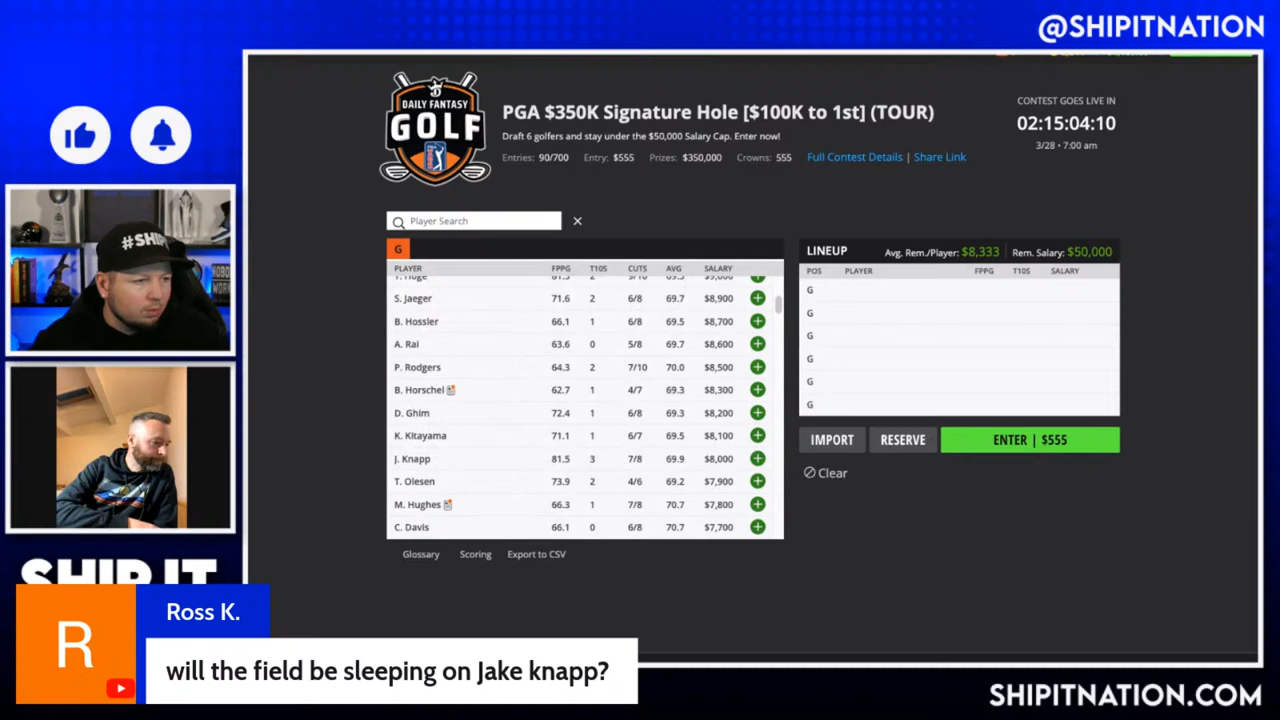 @SHIPITNATION
DAILY FANTASY
GOLF
PGA TOUR
PGA $350K Signature Hole [$100K to 1st] (TOUR)
Draft 6 golfers and stay under the $50,000 Salary Cap. Enter now!
Entries: 90/700 Entry: $555 Prizes: $350,000 Crowns: 555 Full Contest Details | Share Link
CONTEST GOES LIVE IN
02:15:04:10
3/28 • 7:00 am
Player Search
G
PLAYER FPPG T10S CUTS AVG SALARY
S. Jaeger 71.6 2 6/8 69.7 $8,900
B. Hossler 66.1 1 6/8 69.5 $8,700
A. Rai 63.6 0 5/8 69.7 $8,600
P. Rodgers 64.3 2 7/10 70.0 $8,500
B. Horschel 62.7 1 4/7 69.3 $8,300
D. Ghim 72.4 1 6/8 69.3 $8,200
K. Kitayama 71.1 1 6/7 69.5 $8,100
J. Knapp 81.5 3 7/8 69.9 $8,000
T. Olesen 73.9 2 4/6 69.2 $7,900
M. Hughes 66.3 1 7/8 70.7 $7,800
C. Davis 66.1 0 6/8 70.7 $7,700
Glossary Scoring Export to CSV
LINEUP Avg. Rem./Player: $8,333 Rem. Salary: $50,000
POS PLAYER FPPG T10S SALARY
G
G
G
G
G
G
IMPORT RESERVE ENTER | $555
Clear
#SHIP
SHIP IT
R
Ross K.
will the field be sleeping on Jake knapp?
SHIPITNATION.COM